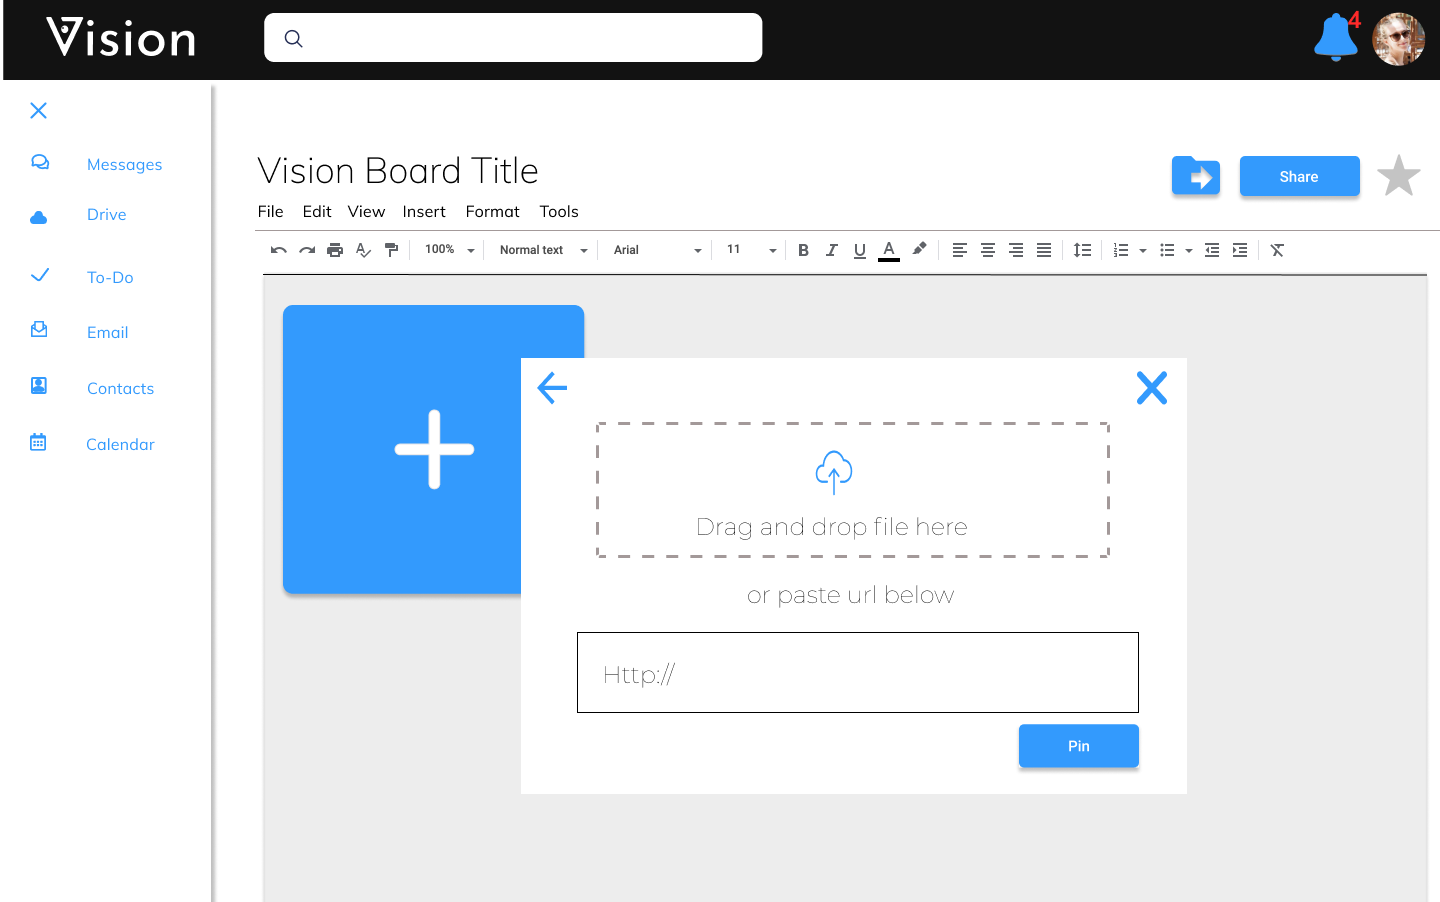 Vision
4
Messages
Drive
To-Do
Email
Contacts
Calendar
Vision Board Title
File Edit View Insert Format Tools
Share
100% Normal text Arial 11 B I U A
Drag and drop file here
or paste url below
Http://
Pin